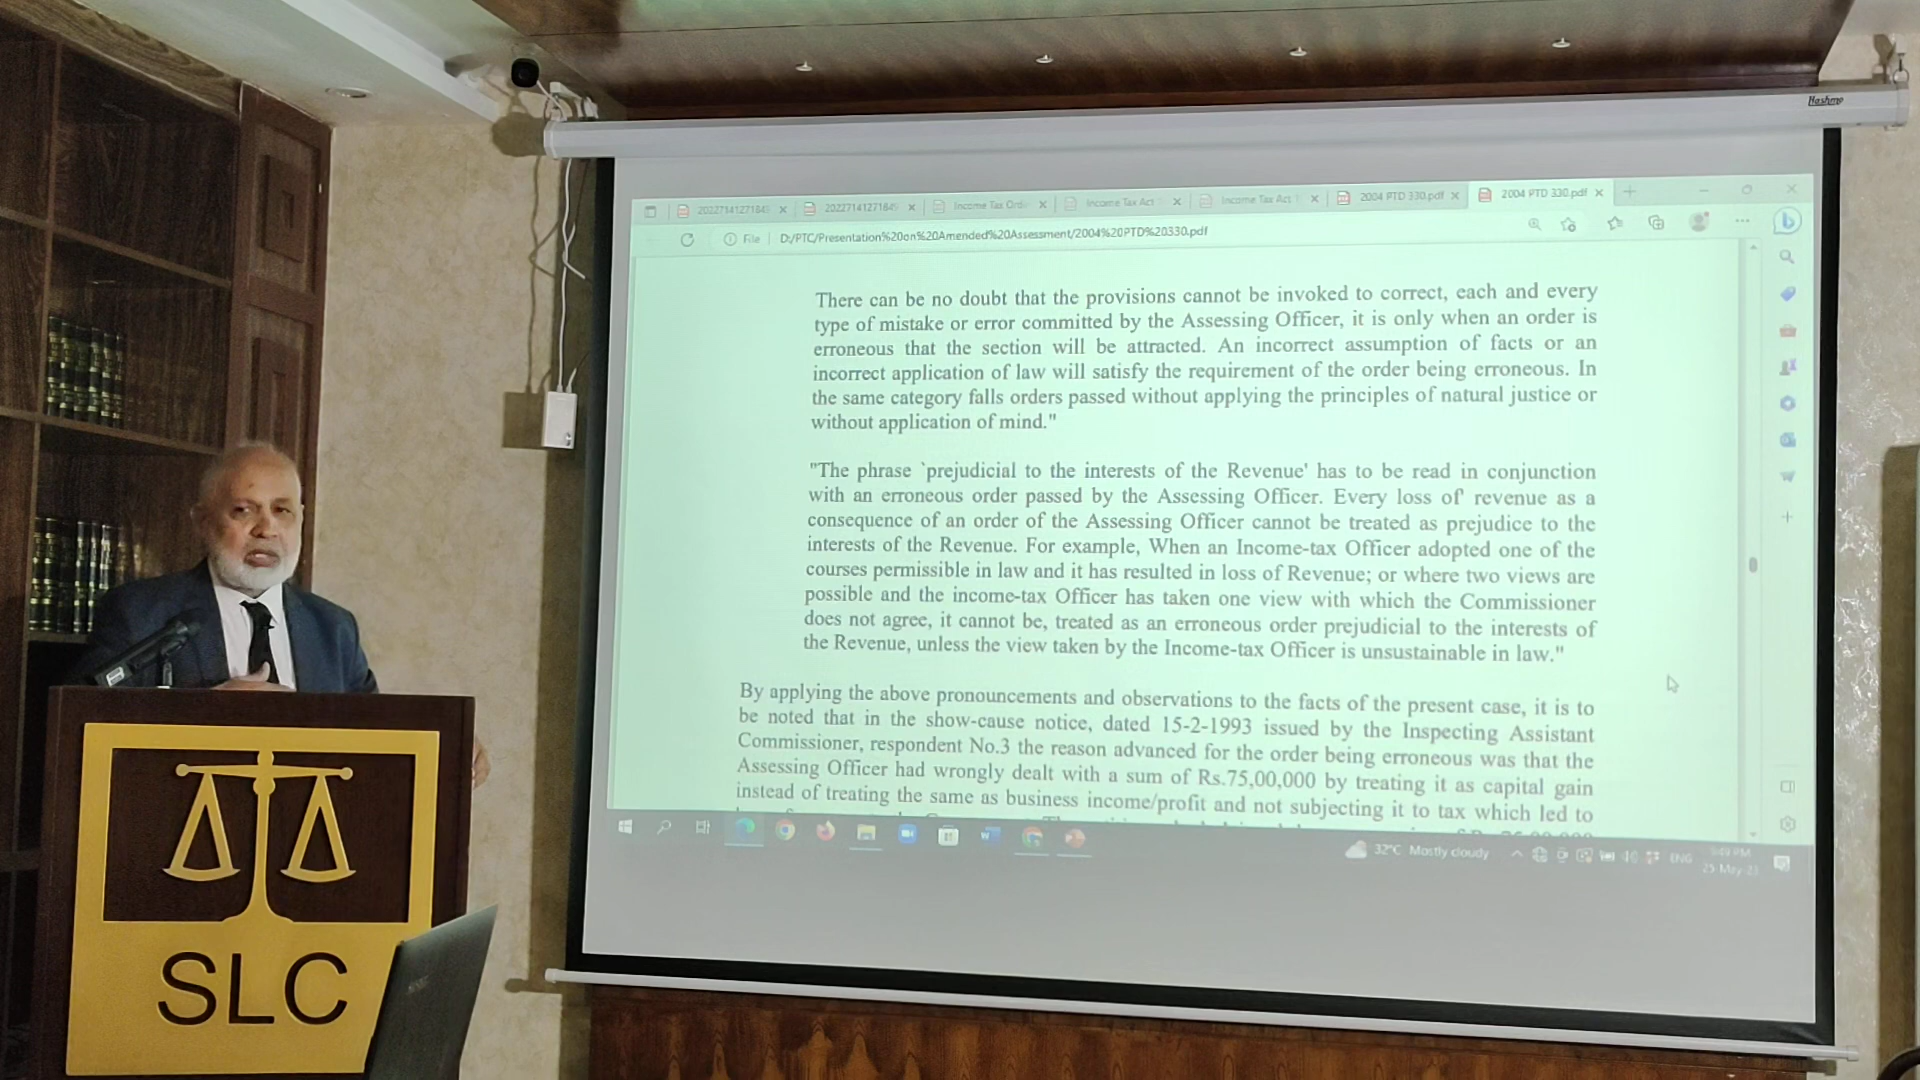 Hashmo
2004 PTD 330.pdf
2004 PTD 330.pdf
Income Tax Act
Income Tax Act
File D:/PTC/Presentation%20on%20Amended%20Assessment/2004%20PTD%20330.pdf
There can be no doubt that the provisions cannot be invoked to correct, each and every
type of mistake or error committed by the Assessing Officer, it is only when an order is
erroneous that the section will be attracted. An incorrect assumption of facts or an
incorrect application of law will satisfy the requirement of the order being erroneous. In
the same category falls orders passed without applying the principles of natural justice or
without application of mind."
"The phrase `prejudicial to the interests of the Revenue' has to be read in conjunction
with an erroneous order passed by the Assessing Officer. Every loss of revenue as a
consequence of an order of the Assessing Officer cannot be treated as prejudice to the
interests of the Revenue. For example, When an Income-tax Officer adopted one of the
courses permissible in law and it has resulted in loss of Revenue; or where two views are
possible and the income-tax Officer has taken one view with which the Commissioner
does not agree, it cannot be, treated as an erroneous order prejudicial to the interests of
the Revenue, unless the view taken by the Income-tax Officer is unsustainable in law."
By applying the above pronouncements and observations to the facts of the present case, it is to
be noted that in the show-cause notice, dated 15-2-1993 issued by the Inspecting Assistant
Commissioner, respondent No.3 the reason advanced for the order being erroneous was that the
Assessing Officer had wrongly dealt with a sum of Rs.75,00,000 by treating it as capital gain
instead of treating the same as business income/profit and not subjecting it to tax which led to
32°C Mostly cloudy
ENG
25-May-23
SLC